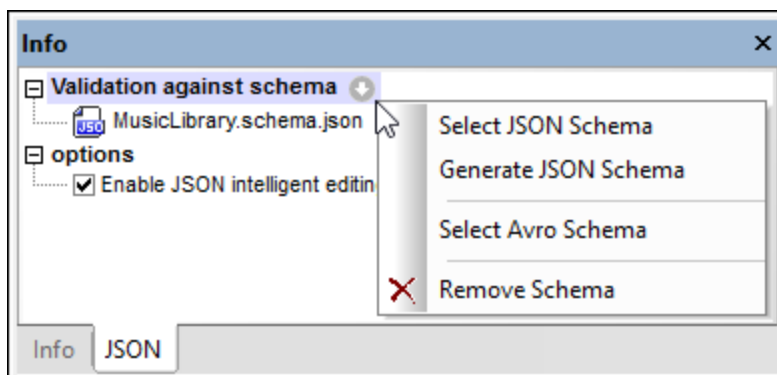 Info
Validation against schema
JSO MusicLibrary.schema.json
options
Enable JSON intelligent editin
Select JSON Schema
Generate JSON Schema
Select Avro Schema
Remove Schema
Info JSON